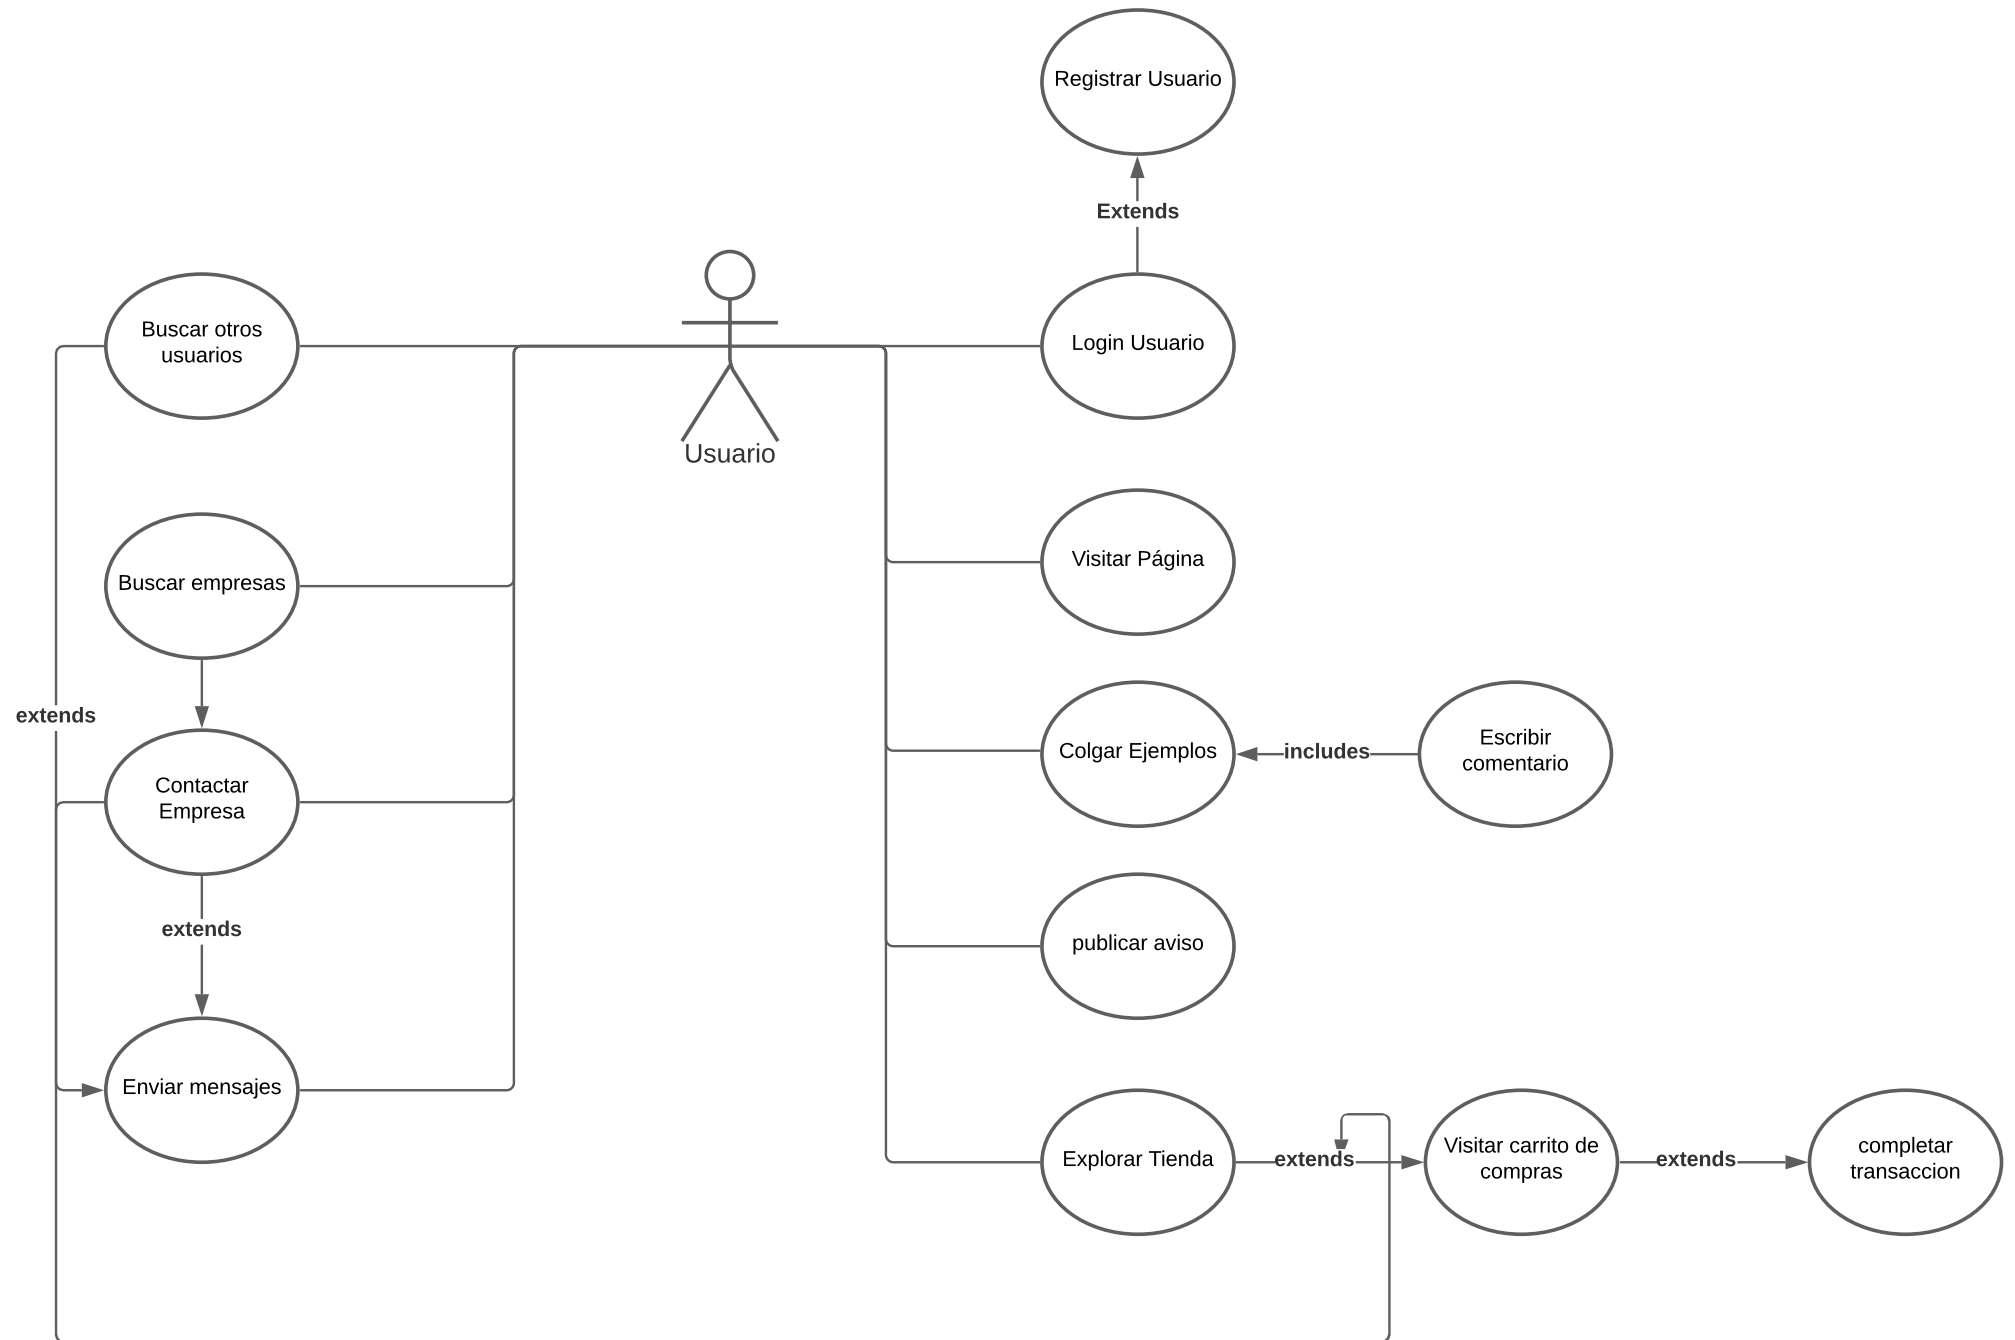 Registrar Usuario
Extends
Buscar otros
usuarios
Login Usuario
Usuario
Visitar Página
Buscar empresas
extends
Colgar Ejemplos
includes
Escribir
comentario
Contactar
Empresa
extends
publicar aviso
Enviar mensajes
Explorar Tienda
extends
Visitar carrito de
compras
extends
completar
transaccion